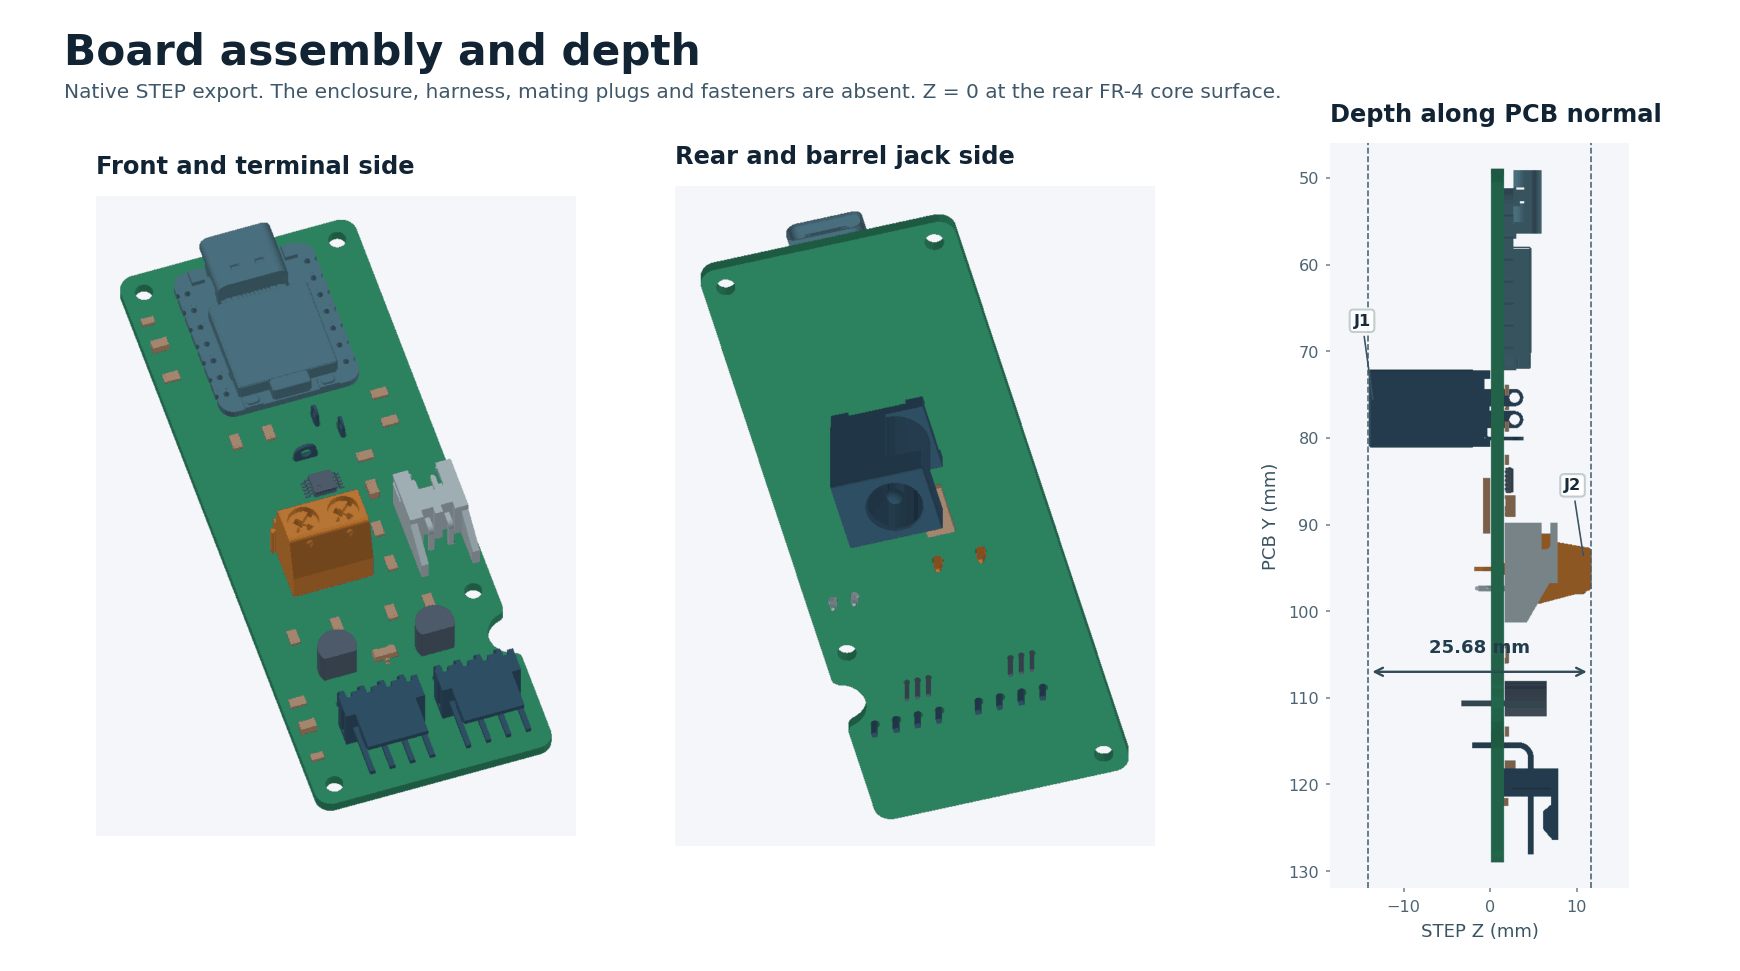 Board assembly and depth
Native STEP export. The enclosure, harness, mating plugs and fasteners are absent. Z = 0 at the rear FR-4 core surface.
Front and terminal side
Rear and barrel jack side
Depth along PCB normal
50
60
70
80
90
100
110
120
130
PCB Y (mm)
J1
J2
25.68 mm
−10
0
10
STEP Z (mm)